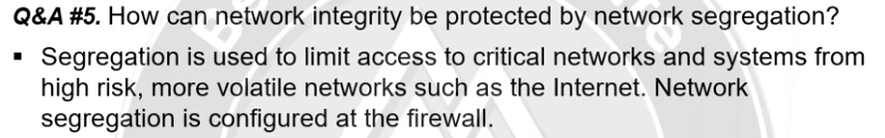 Q&A #5. How can network integrity be protected by network segregation?
▪ Segregation is used to limit access to critical networks and systems from
high risk, more volatile networks such as the Internet. Network
segregation is configured at the firewall.